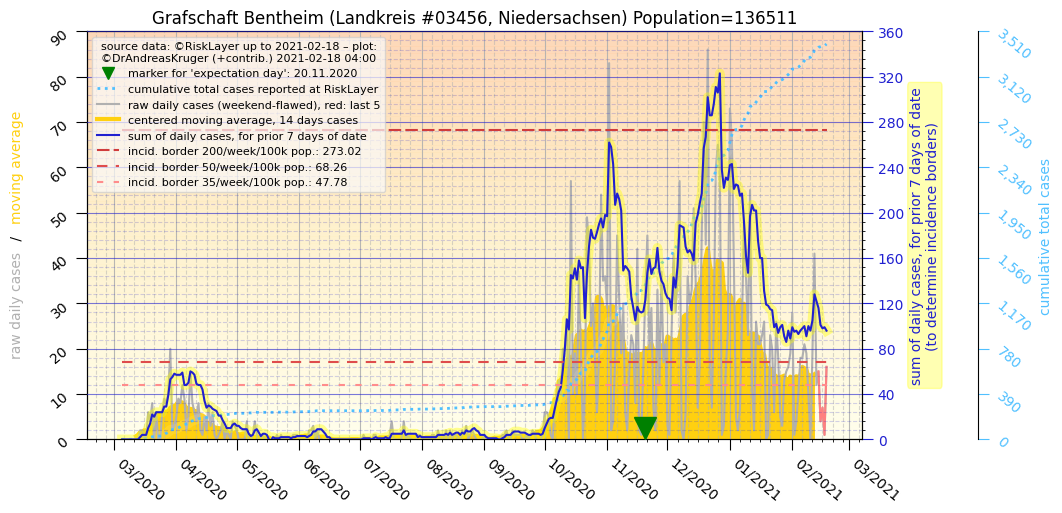 Grafschaft Bentheim (Landkreis #03456, Niedersachsen) Population=136511
source data: ©RiskLayer up to 2021-02-18 – plot:
©DrAndreasKruger (+contrib.) 2021-02-18 04:00
marker for 'expectation day': 20.11.2020
cumulative total cases reported at RiskLayer
raw daily cases (weekend-flawed), red: last 5
centered moving average, 14 days cases
sum of daily cases, for prior 7 days of date
incid. border 200/week/100k pop.: 273.02
incid. border 50/week/100k pop.: 68.26
incid. border 35/week/100k pop.: 47.78
raw daily cases / moving average
90
80
70
60
50
40
30
20
10
0
03/2020
04/2020
05/2020
06/2020
07/2020
08/2020
09/2020
10/2020
11/2020
12/2020
01/2021
02/2021
03/2021
360
320
280
240
200
160
120
80
40
0
sum of daily cases, for prior 7 days of date
(to determine incidence borders)
3,510
3,120
2,730
2,340
1,950
1,560
1,170
780
390
0
cumulative total cases